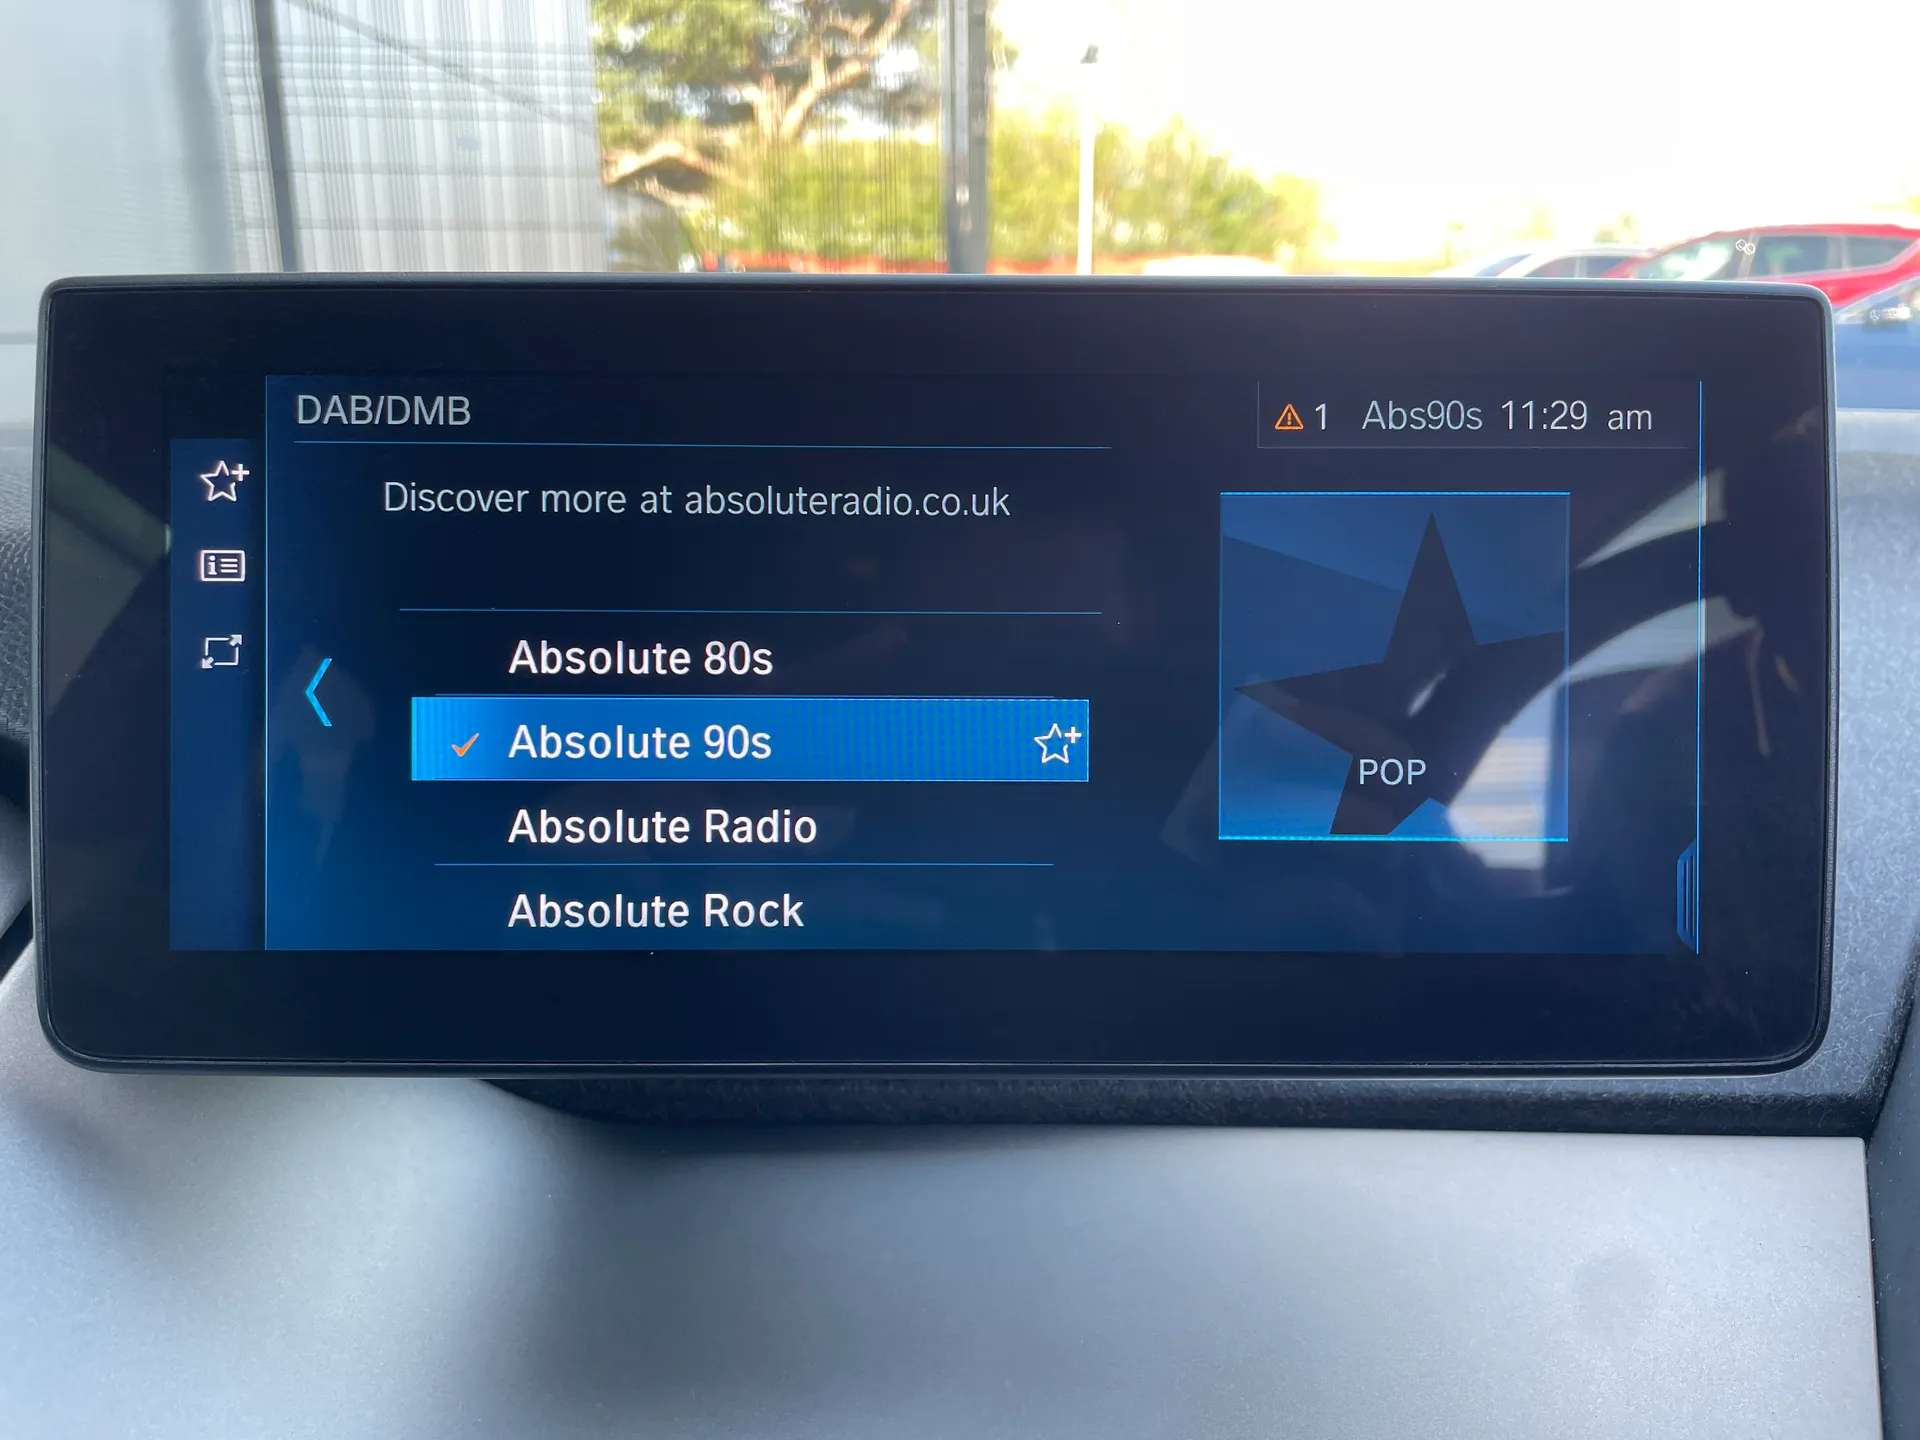 DAB/DMB
1 Abs90s 11:29 am
Discover more at absoluteradio.co.uk
Absolute 80s
Absolute 90s
Absolute Radio
Absolute Rock
POP